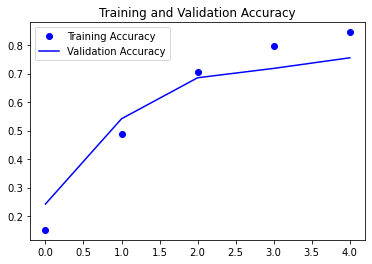 Training and Validation Accuracy
Training Accuracy
Validation Accuracy
0.8
0.7
0.6
0.5
0.4
0.3
0.2
0.0 0.5 1.0 1.5 2.0 2.5 3.0 3.5 4.0